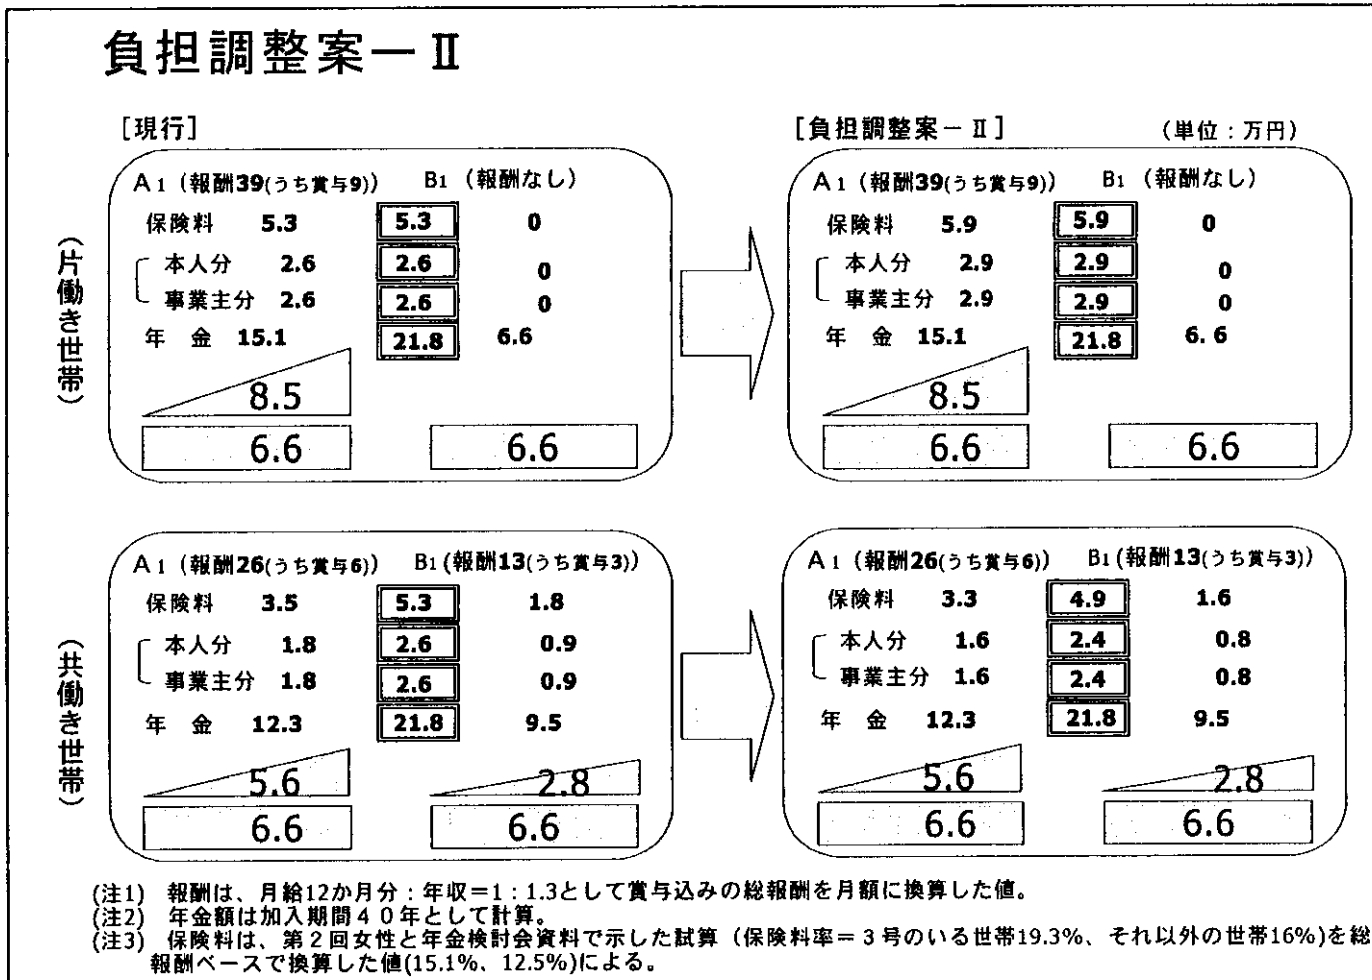 負担調整案－Ⅱ
[現行]
[負担調整案－Ⅱ]
(単位：万円)
(片働き世帯)
A1 (報酬39(うち賞与9)) B1 (報酬なし)
保険料 5.3 5.3 0
本人分 2.6 2.6 0
事業主分 2.6 2.6 0
年 金 15.1 21.8 6.6
8.5
6.6 6.6
A1 (報酬39(うち賞与9)) B1 (報酬なし)
保険料 5.9 5.9 0
本人分 2.9 2.9 0
事業主分 2.9 2.9 0
年 金 15.1 21.8 6.6
8.5
6.6 6.6
(共働き世帯)
A1 (報酬26(うち賞与6)) B1(報酬13(うち賞与3))
保険料 3.5 5.3 1.8
本人分 1.8 2.6 0.9
事業主分 1.8 2.6 0.9
年 金 12.3 21.8 9.5
5.6 2.8
6.6 6.6
A1 (報酬26(うち賞与6)) B1(報酬13(うち賞与3))
保険料 3.3 4.9 1.6
本人分 1.6 2.4 0.8
事業主分 1.6 2.4 0.8
年 金 12.3 21.8 9.5
5.6 2.8
6.6 6.6
(注1) 報酬は、月給12か月分：年収＝1：1.3として賞与込みの総報酬を月額に換算した値。
(注2) 年金額は加入期間４０年として計算。
(注3) 保険料は、第２回女性と年金検討会資料で示した試算（保険料率＝３号のいる世帯19.3%、それ以外の世帯16%)を総
報酬ベースで換算した値(15.1%、12.5%)による。